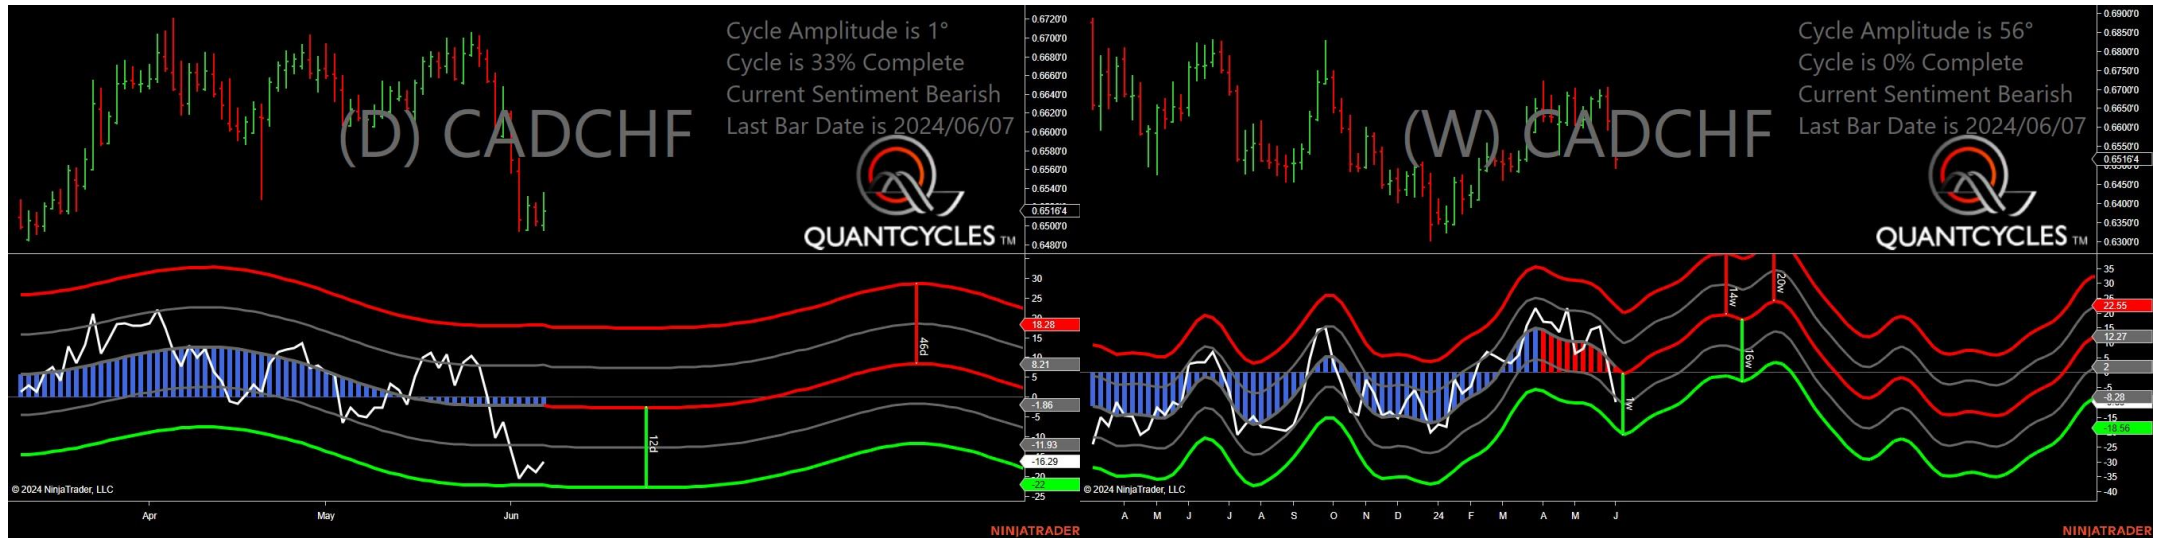 Cycle Amplitude is 1°
Cycle is 33% Complete
Current Sentiment Bearish
Last Bar Date is 2024/06/07
(D) CADCHF
QUANTCYCLES TM
0.6720'0
0.6700'0
0.6680'0
0.6660'0
0.6640'0
0.6620'0
0.6600'0
0.6580'0
0.6560'0
0.6540'0
0.6516'4
0.6500'0
0.6480'0
46d
12d
30
25
18.28
15
10
8.21
5
0
-1.86
-5
-10
-11.93
-16.29
-22
-25
© 2024 NinjaTrader, LLC
Apr
May
Jun
NINJATRADER
Cycle Amplitude is 56°
Cycle is 0% Complete
Current Sentiment Bearish
Last Bar Date is 2024/06/07
(W) CADCHF
QUANTCYCLES TM
0.6900'0
0.6850'0
0.6800'0
0.6750'0
0.6700'0
0.6650'0
0.6600'0
0.6550'0
0.6516'4
0.6450'0
0.6400'0
0.6350'0
0.6300'0
14w
20w
16w
1w
35
30
22.55
20
15
12.27
5
2
-5
-8.28
-15
-18.56
-25
-30
-35
-40
© 2024 NinjaTrader, LLC
A M J J A S O N D 24 F M A M J
NINJATRADER